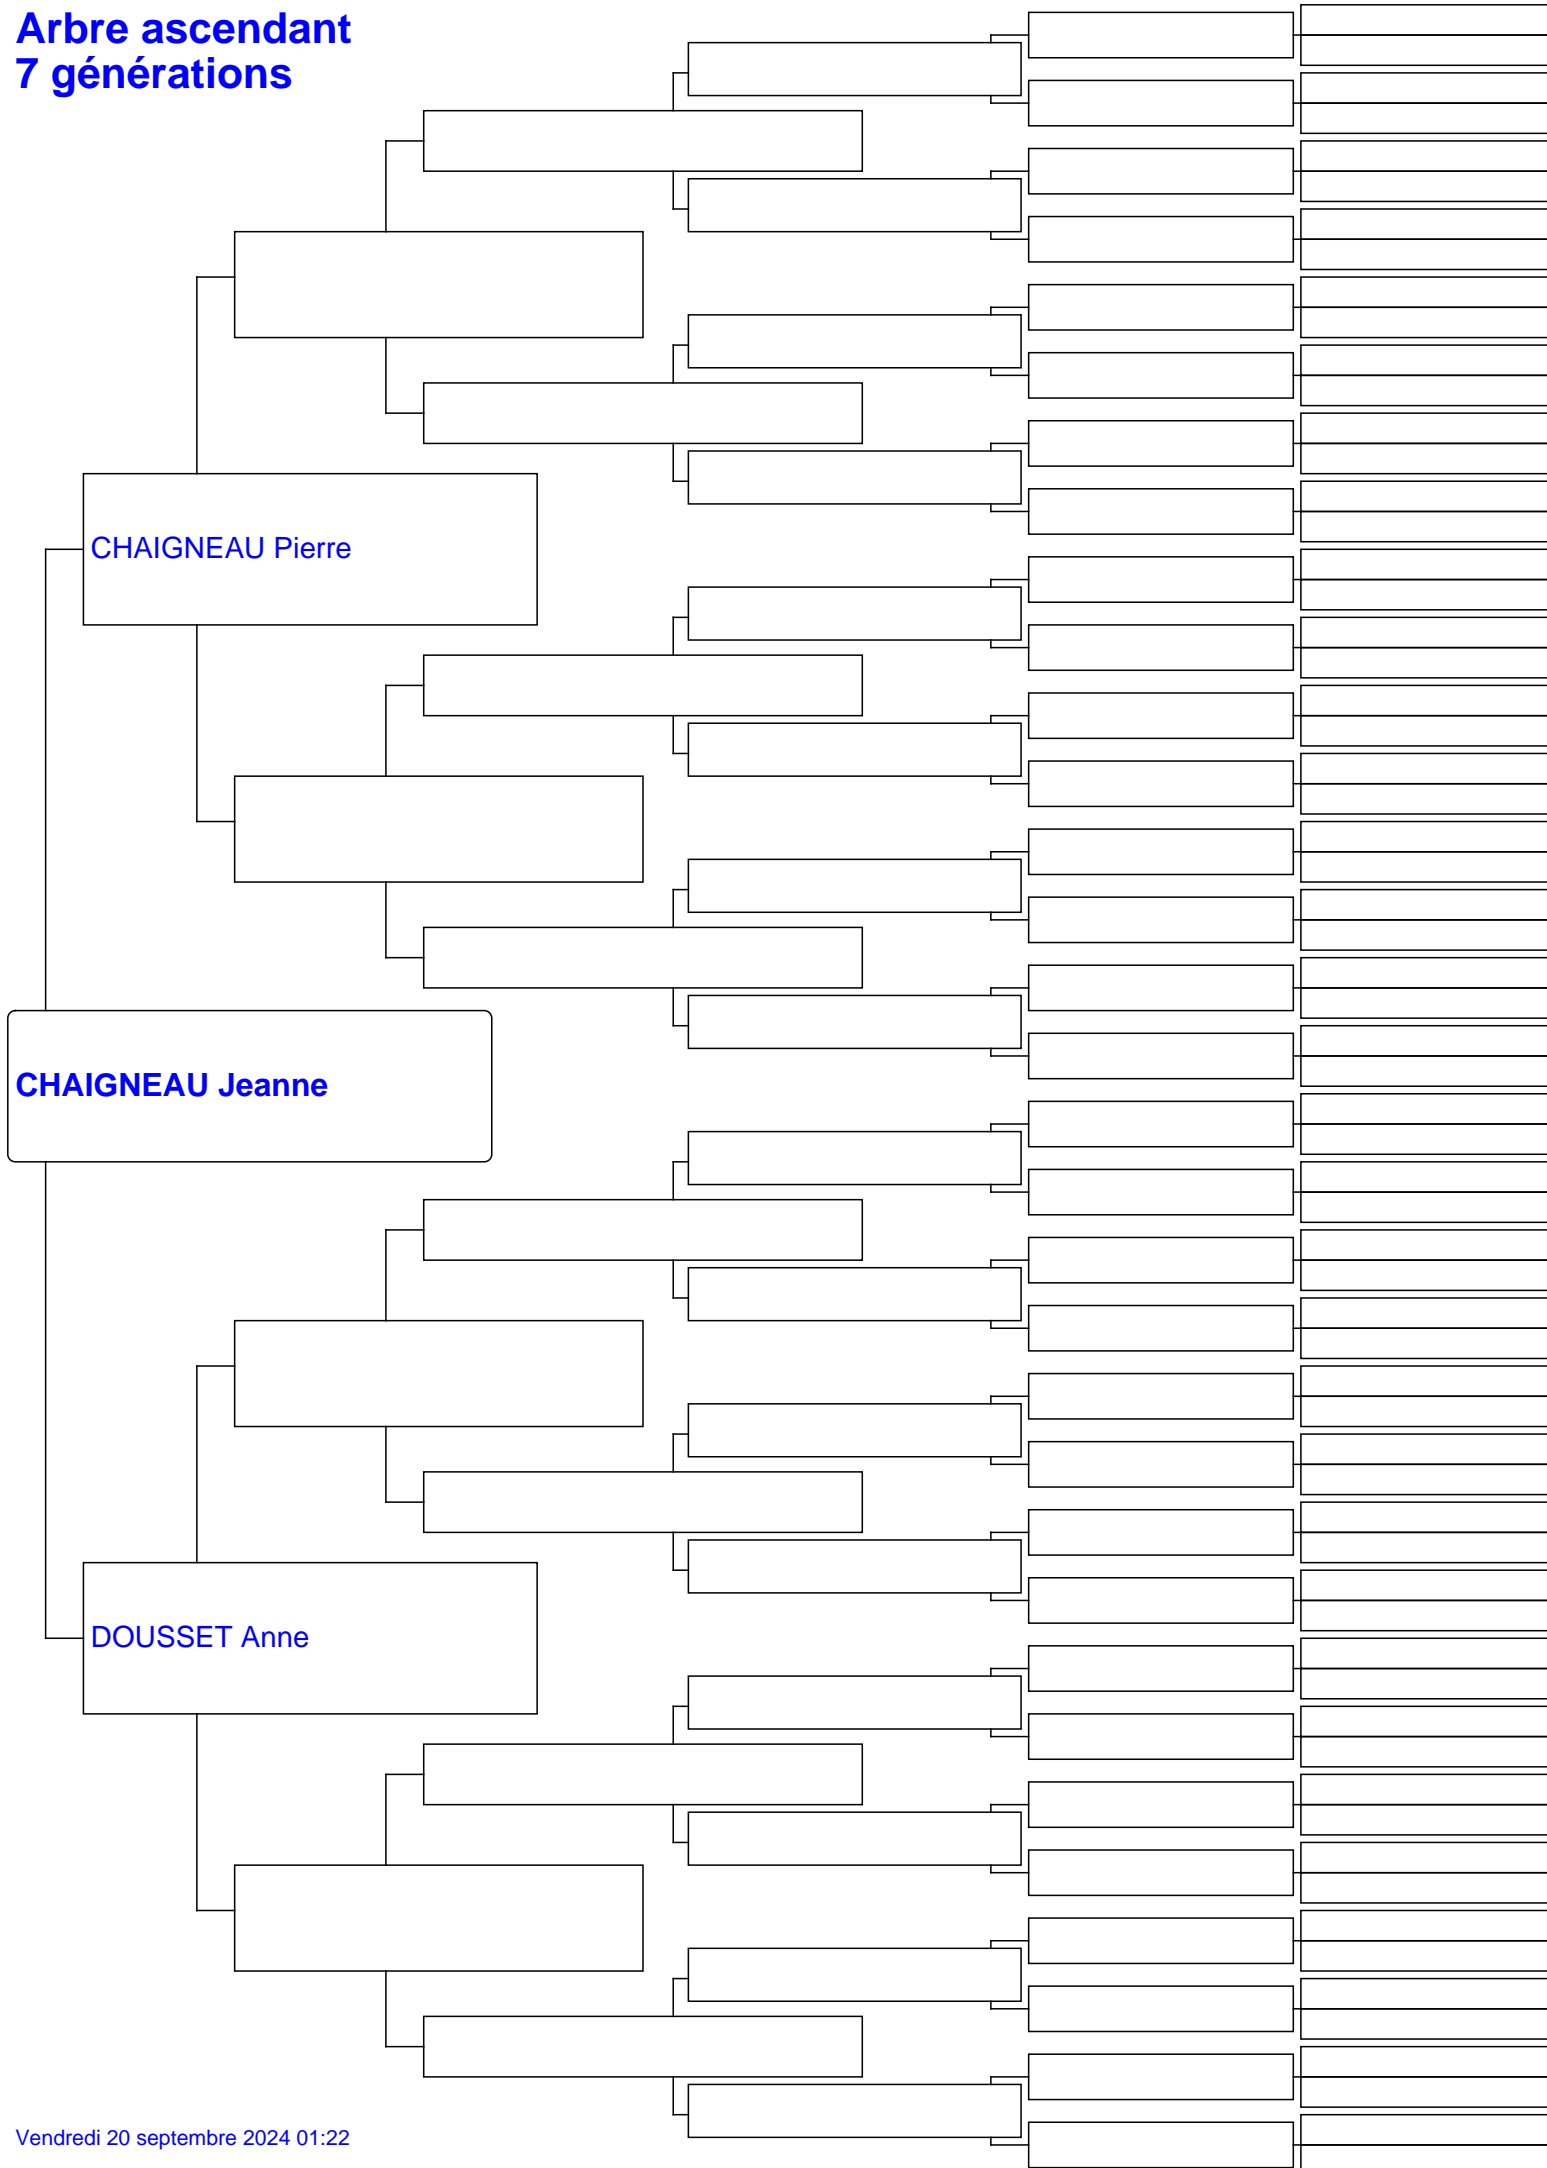 Arbre ascendant
7 générations
CHAIGNEAU Pierre
CHAIGNEAU Jeanne
DOUSSET Anne
Vendredi 20 septembre 2024 01:22